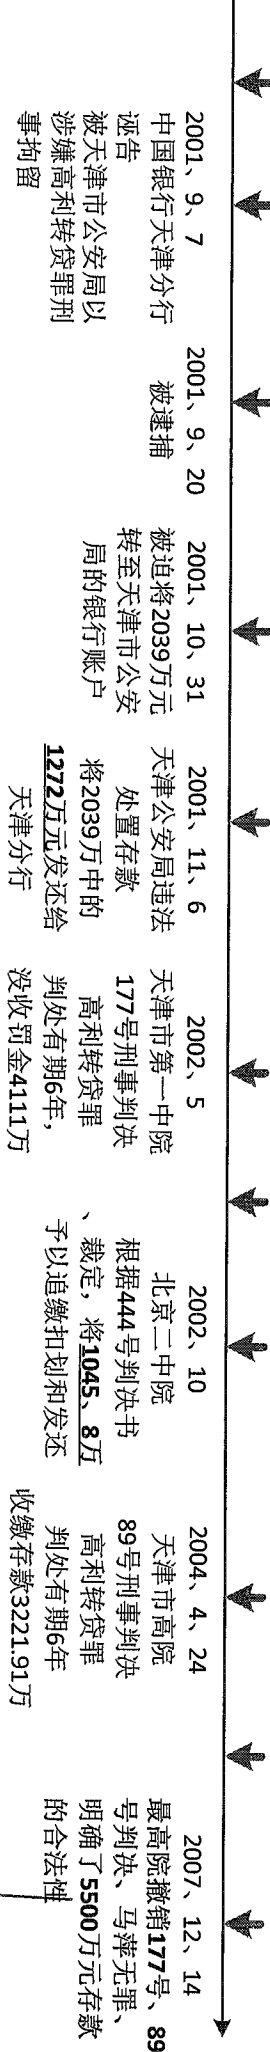 2001、9、7
中国银行天津分行
诬告
被天津市公安局以
涉嫌高利转贷罪刑
事拘留
2001、9、20
被逮捕
2001、10、31
被迫将2039万元
转至天津市公安
局的银行账户
2001、11、6
天津公安局违法
处置存款
将2039万中的
1272万元发还给
天津分行
2002、5
天津市第一中院
177号刑事判决
高利转贷罪
判处有期6年，
没收罚金4111万
2002、10
北京二中院
根据444号判决书
、裁定，将1045、8万
予以追缴扣划和发还
2004、4、24
天津市高院
89号刑事判决
高利转贷罪
判处有期6年
收缴存款3221.91万
2007、12、14
最高院撤销177号、89
号判决、马萍无罪、
明确了5500万元存款
的合法性